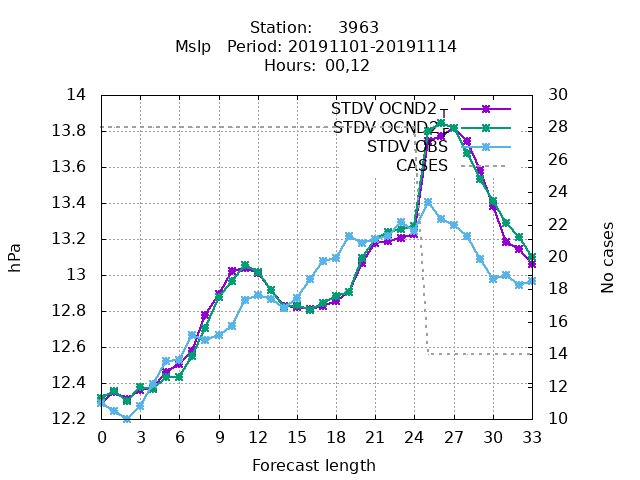 Station: 3963
Mslp Period: 20191101-20191114
Hours: 00,12
STDV OCND2_T
STDV OCND2_F
STDV OBS
CASES
hPa
14
13.8
13.6
13.4
13.2
13
12.8
12.6
12.4
12.2
No cases
30
28
26
24
22
20
18
16
14
12
10
0 3 6 9 12 15 18 21 24 27 30 33
Forecast length